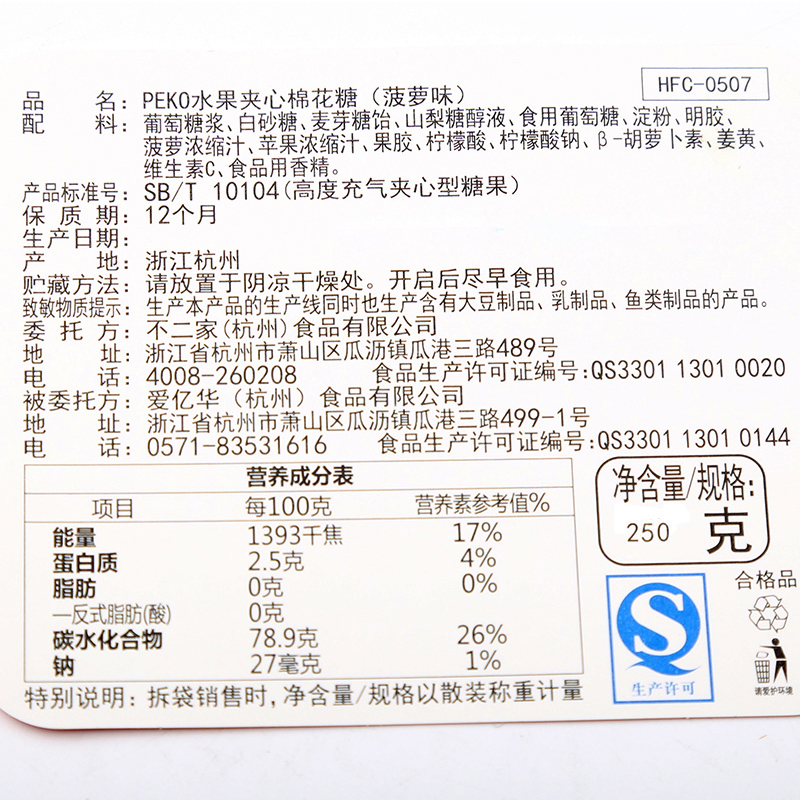 HFC-0507
品 名：PEKO水果夹心棉花糖（菠萝味）
配 料：葡萄糖浆、白砂糖、麦芽糖饴、山梨糖醇液、食用葡萄糖、淀粉、明胶、
菠萝浓缩汁、苹果浓缩汁、果胶、柠檬酸、柠檬酸钠、β-胡萝卜素、姜黄、
维生素C、食品用香精。
产品标准号：SB/T 10104(高度充气夹心型糖果)
保 质 期：12个月
生产日期：
产 地：浙江杭州
贮藏方法：请放置于阴凉干燥处。开启后尽早食用。
致敏物质提示：生产本产品的生产线同时也生产含有大豆制品、乳制品、鱼类制品的产品。
委 托 方：不二家(杭州)食品有限公司
地 址：浙江省杭州市萧山区瓜沥镇瓜港三路489号
电 话：4008-260208 食品生产许可证编号:QS3301 1301 0020
被委托方：爱亿华（杭州）食品有限公司
地 址：浙江省杭州市萧山区瓜沥镇瓜港三路499-1号
电 话：0571-83531616 食品生产许可证编号:QS3301 1301 0144
营养成分表
项目 每100克 营养素参考值%
能量 1393千焦 17%
蛋白质 2.5克 4%
脂肪 0克 0%
—反式脂肪(酸) 0克
碳水化合物 78.9克 26%
钠 27毫克 1%
净含量/规格:
250 克
合格品
生产许可
请爱护环境
特别说明：拆袋销售时,净含量/规格以散装称重计量